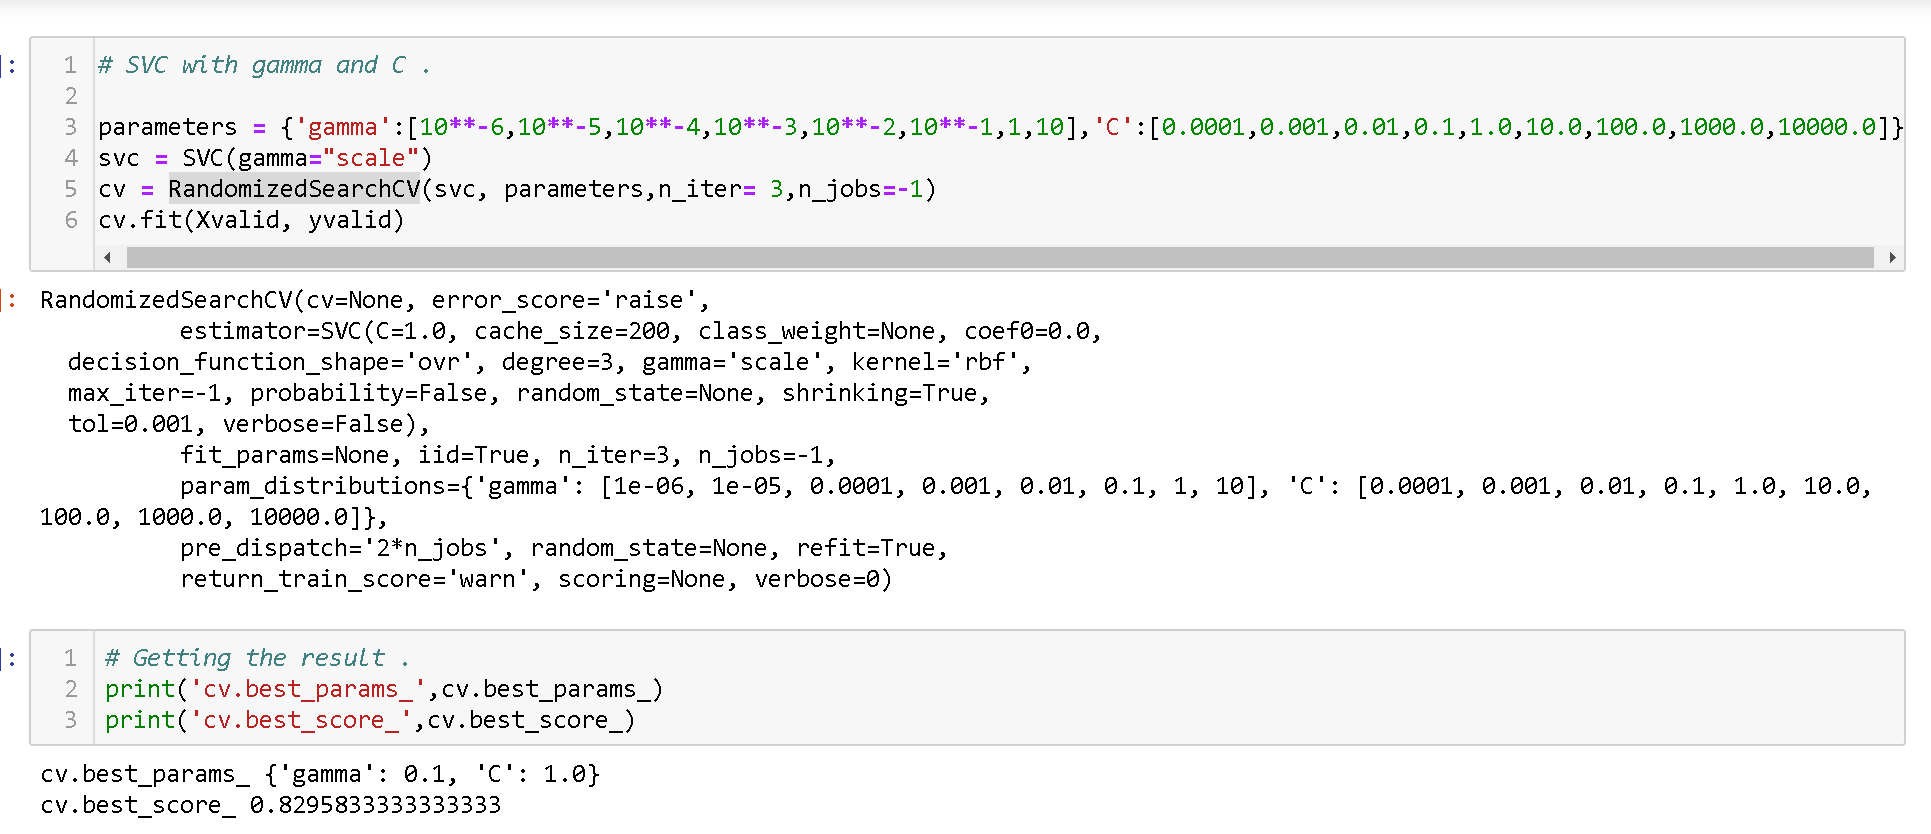 ]:
1 # SVC with gamma and C .
2
3 parameters = {'gamma':[10**-6,10**-5,10**-4,10**-3,10**-2,10**-1,1,10],'C':[0.0001,0.001,0.01,0.1,1.0,10.0,100.0,1000.0,10000.0]}
4 svc = SVC(gamma="scale")
5 cv = RandomizedSearchCV(svc, parameters,n_iter= 3,n_jobs=-1)
6 cv.fit(Xvalid, yvalid)
]: RandomizedSearchCV(cv=None, error_score='raise',
estimator=SVC(C=1.0, cache_size=200, class_weight=None, coef0=0.0,
decision_function_shape='ovr', degree=3, gamma='scale', kernel='rbf',
max_iter=-1, probability=False, random_state=None, shrinking=True,
tol=0.001, verbose=False),
fit_params=None, iid=True, n_iter=3, n_jobs=-1,
param_distributions={'gamma': [1e-06, 1e-05, 0.0001, 0.001, 0.01, 0.1, 1, 10], 'C': [0.0001, 0.001, 0.01, 0.1, 1.0, 10.0,
100.0, 1000.0, 10000.0]},
pre_dispatch='2*n_jobs', random_state=None, refit=True,
return_train_score='warn', scoring=None, verbose=0)
]:
1 # Getting the result .
2 print('cv.best_params_',cv.best_params_)
3 print('cv.best_score_',cv.best_score_)
cv.best_params_ {'gamma': 0.1, 'C': 1.0}
cv.best_score_ 0.8295833333333333